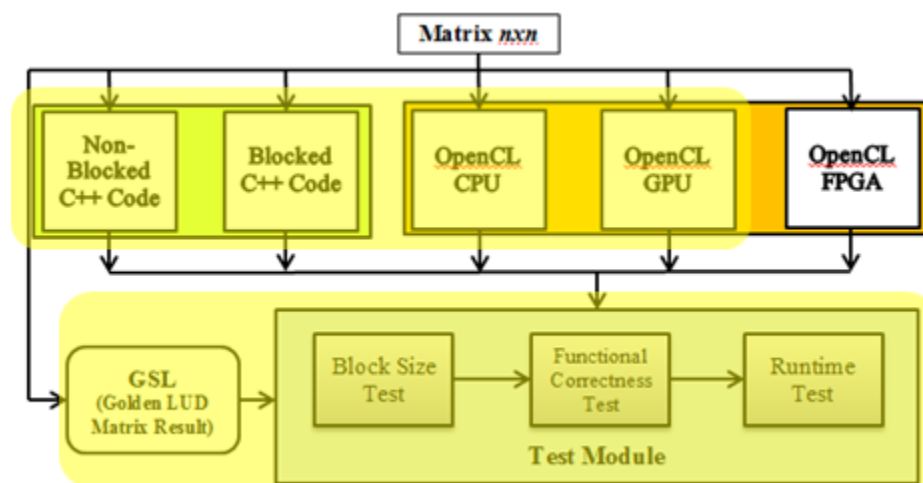 Matrix nxn
Non-
Blocked
C++ Code
Blocked
C++ Code
OpenCL
CPU
OpenCL
GPU
OpenCL
FPGA
GSL
(Golden LUD
Matrix Result)
Block Size
Test
Functional
Correctness
Test
Runtime
Test
Test Module